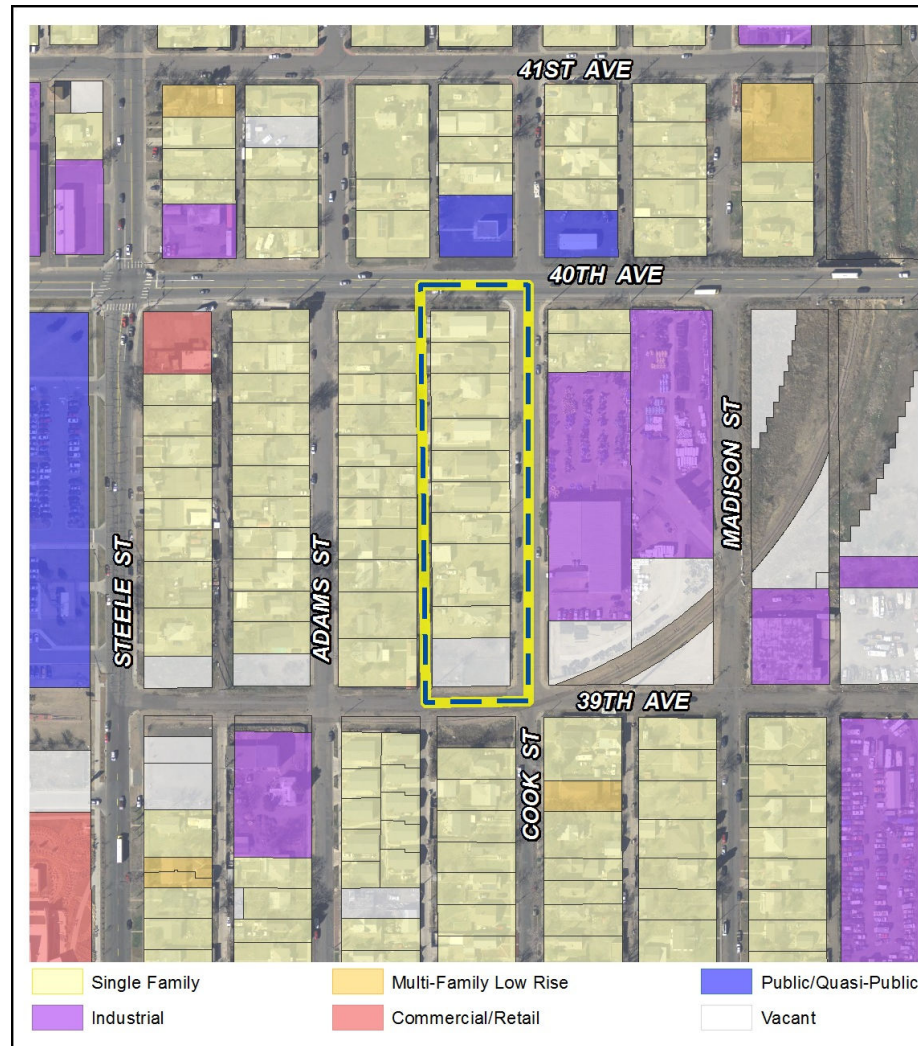 41ST AVE
40TH AVE
STEELE ST
ADAMS ST
MADISON ST
39TH AVE
COOK ST
Single Family
Multi-Family Low Rise
Public/Quasi-Public
Industrial
Commercial/Retail
Vacant